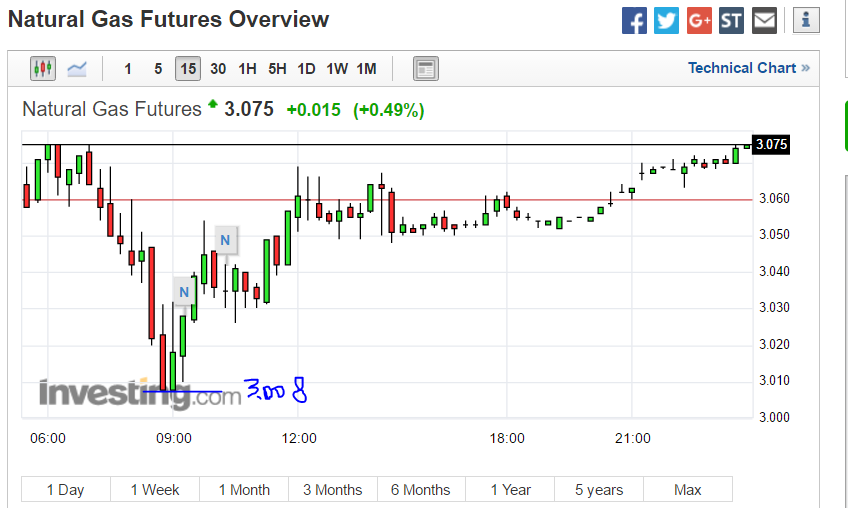 Natural Gas Futures Overview
G+ ST i
1 5 15 30 1H 5H 1D 1W 1M
Technical Chart »
Natural Gas Futures 3.075 +0.015 (+0.49%)
3.075
3.060
3.050
N
3.040
N
3.030
3.020
3.010
Investing.com 3.008
3.000
06:00 09:00 12:00 18:00 21:00
1 Day 1 Week 1 Month 3 Months 6 Months 1 Year 5 years Max